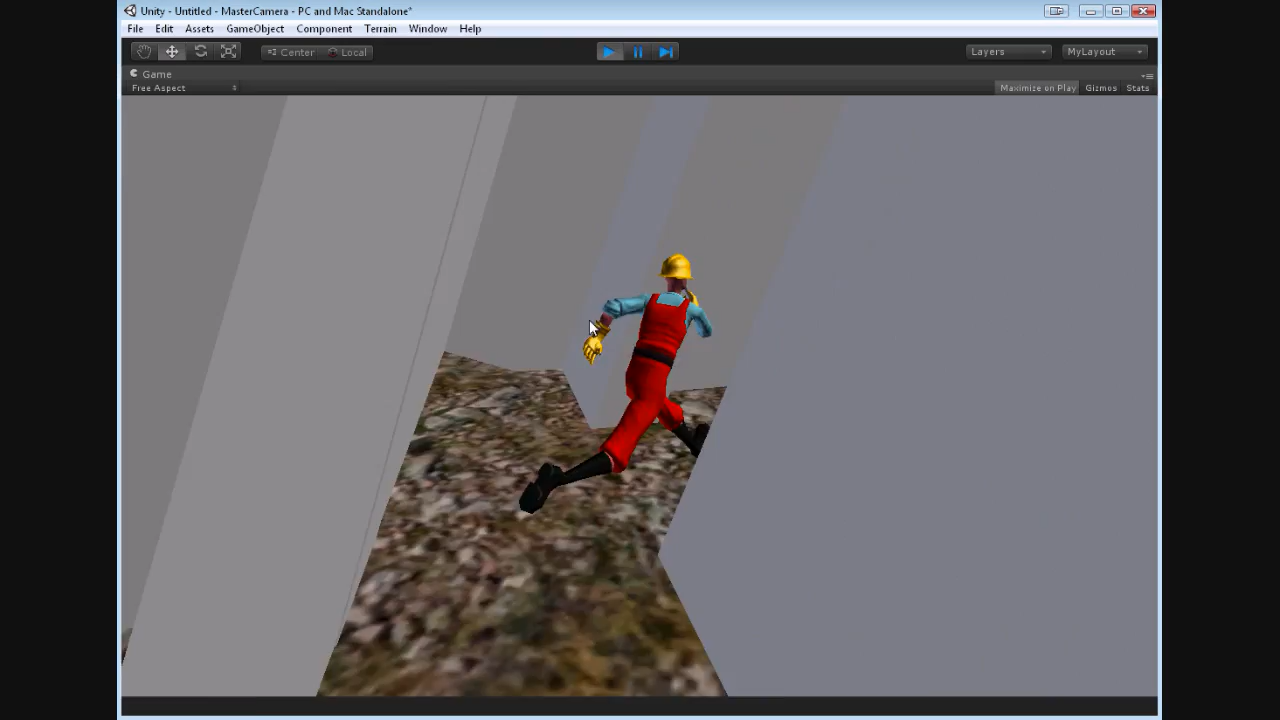 Unity - Untitled - MasterCamera - PC and Mac Standalone*
File Edit Assets GameObject Component Terrain Window Help
Center Local Layers MyLayout
Game
Free Aspect Maximize on Play Gizmos Stats